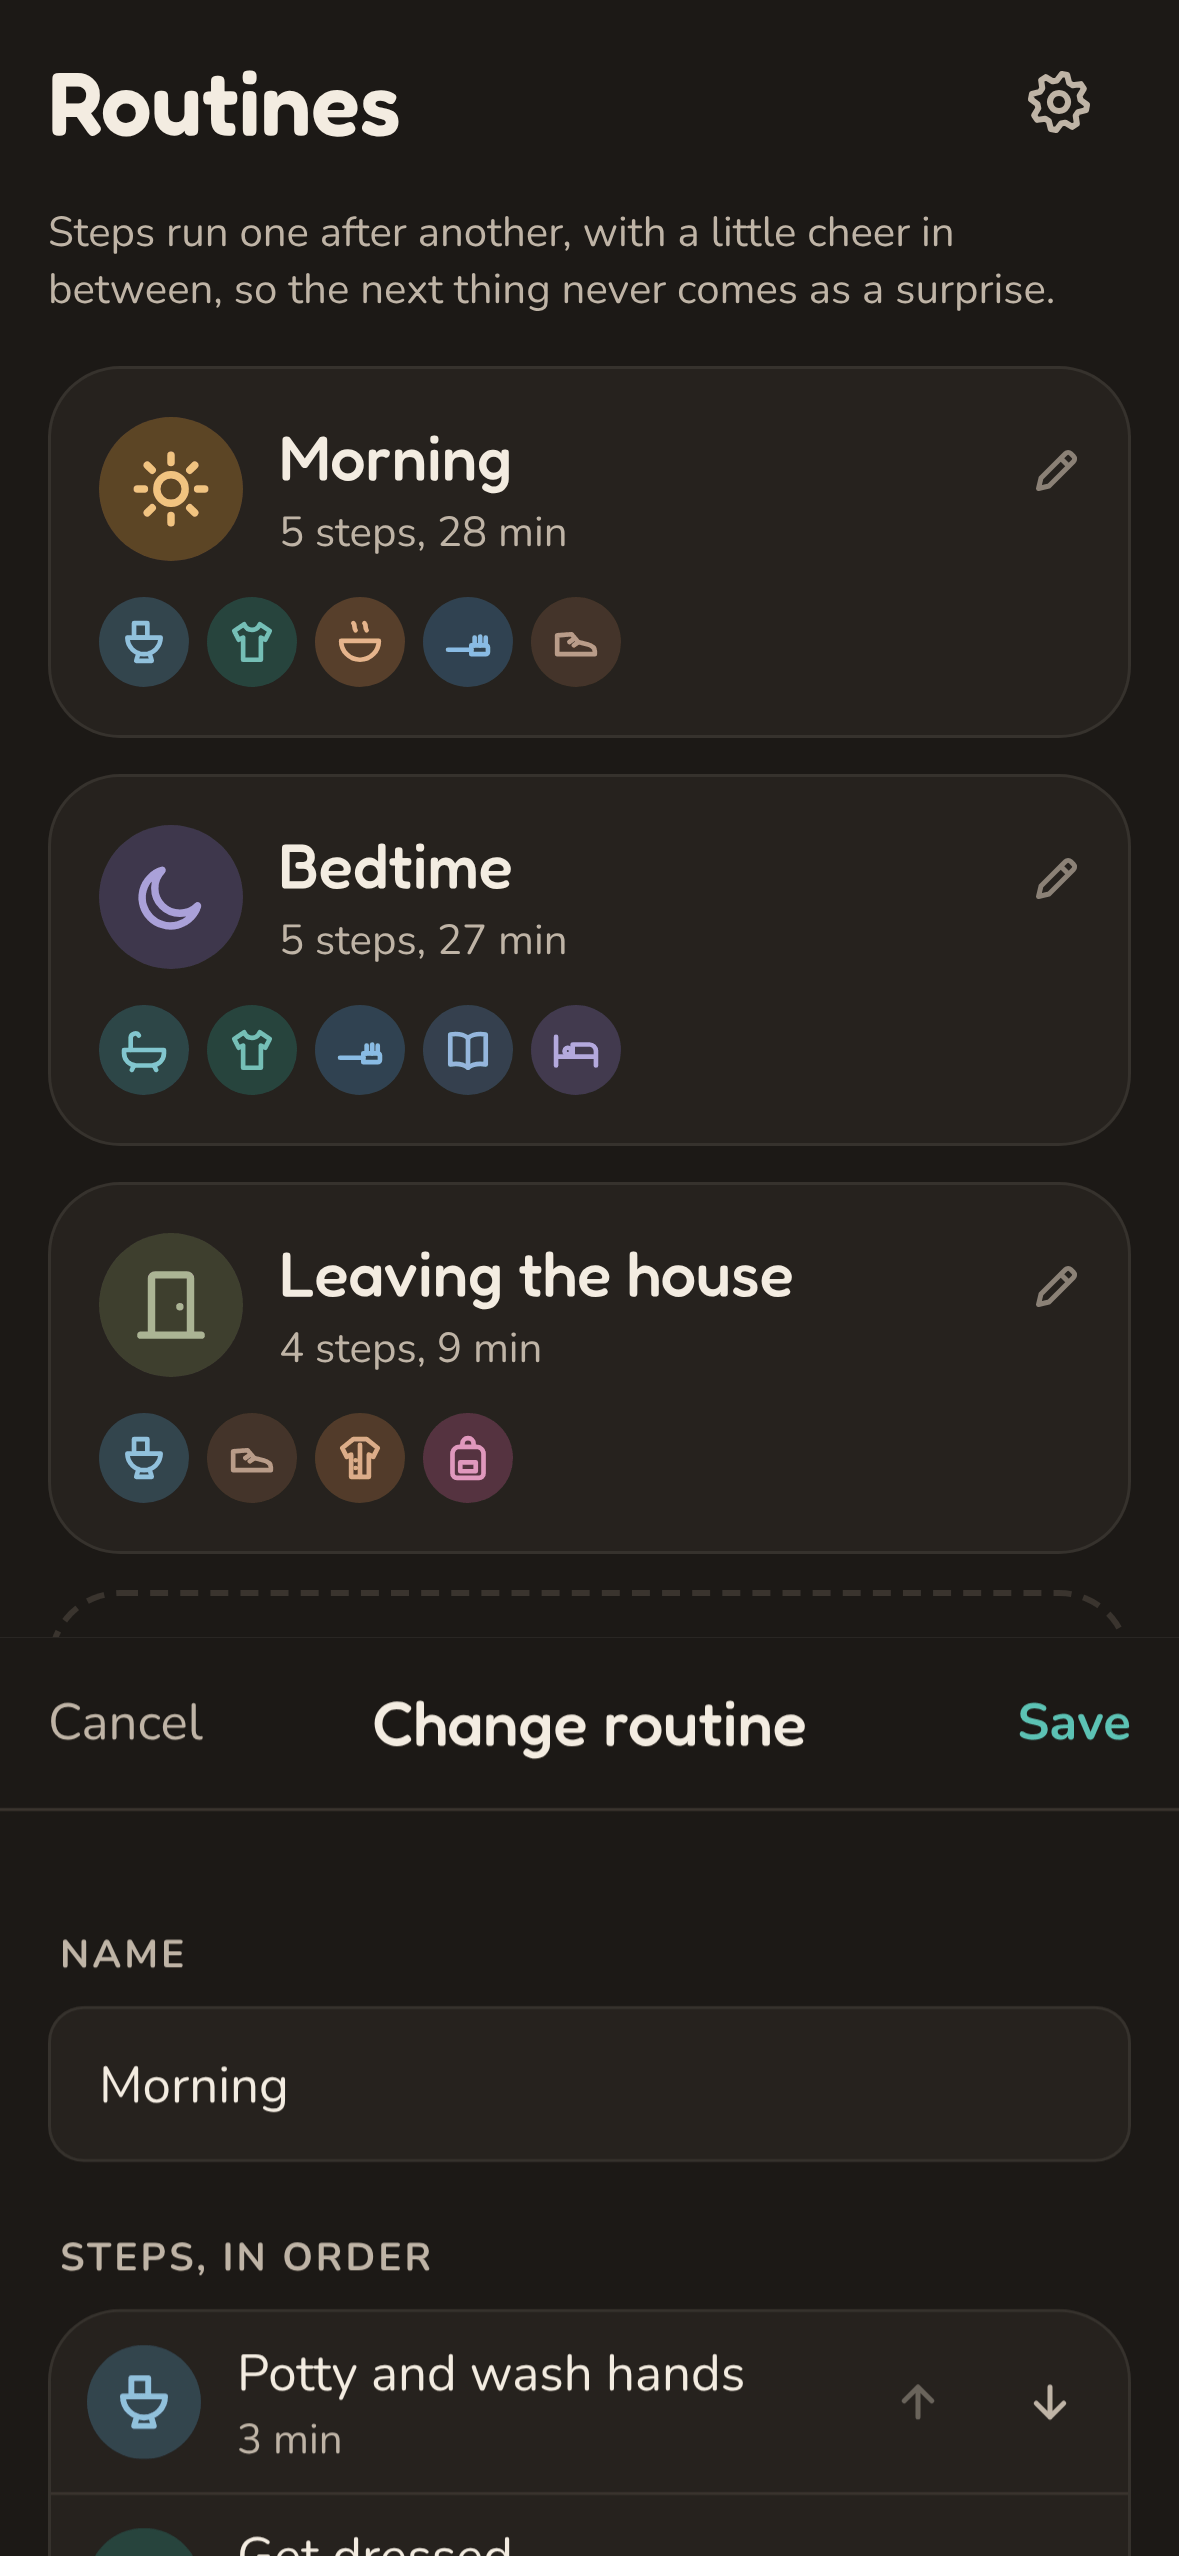 Routines
Steps run one after another, with a little cheer in
between, so the next thing never comes as a surprise.
Morning
5 steps, 28 min
Bedtime
5 steps, 27 min
Leaving the house
4 steps, 9 min
Cancel
Change routine
Save
NAME
Morning
STEPS, IN ORDER
Potty and wash hands
3 min
Get dressed